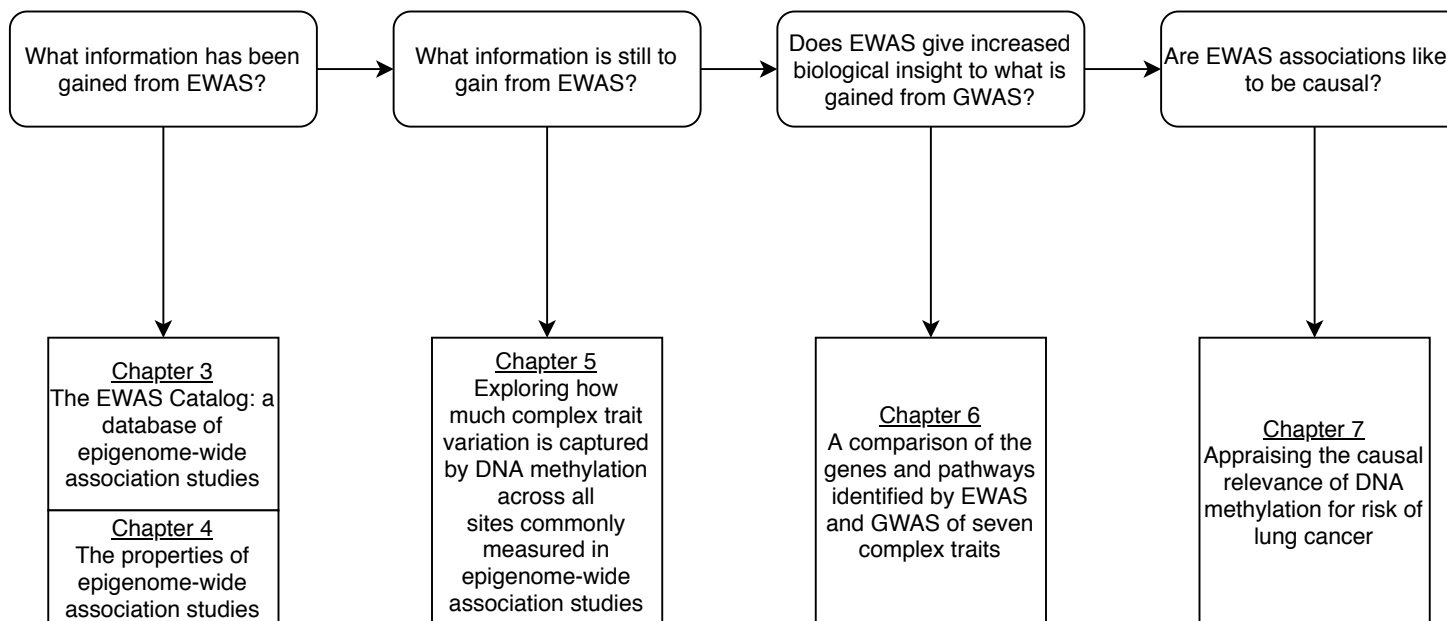 What information has been
gained from EWAS?
What information is still to
gain from EWAS?
Does EWAS give increased
biological insight to what is
gained from GWAS?
Are EWAS associations like
to be causal?
Chapter 3
The EWAS Catalog: a
database of
epigenome-wide
association studies
Chapter 4
The properties of
epigenome-wide
association studies
Chapter 5
Exploring how
much complex trait
variation is captured
by DNA methylation
across all
sites commonly
measured in
epigenome-wide
association studies
Chapter 6
A comparison of the
genes and pathways
identified by EWAS
and GWAS of seven
complex traits
Chapter 7
Appraising the causal
relevance of DNA
methylation for risk of
lung cancer